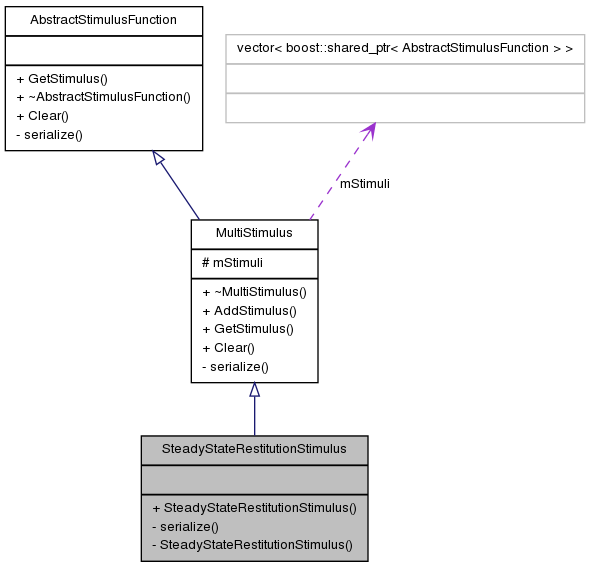 AbstractStimulusFunction
+ GetStimulus()
+ ~AbstractStimulusFunction()
+ Clear()
- serialize()
vector< boost::shared_ptr< AbstractStimulusFunction > >
mStimuli
MultiStimulus
# mStimuli
+ ~MultiStimulus()
+ AddStimulus()
+ GetStimulus()
+ Clear()
- serialize()
SteadyStateRestitutionStimulus
+ SteadyStateRestitutionStimulus()
- serialize()
- SteadyStateRestitutionStimulus()